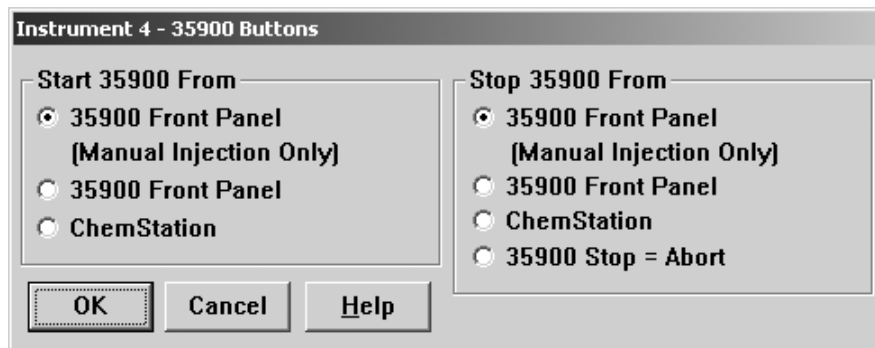 Instrument 4 - 35900 Buttons
Start 35900 From
35900 Front Panel
(Manual Injection Only)
35900 Front Panel
ChemStation
Stop 35900 From
35900 Front Panel
(Manual Injection Only)
35900 Front Panel
ChemStation
35900 Stop = Abort
OK
Cancel
Help